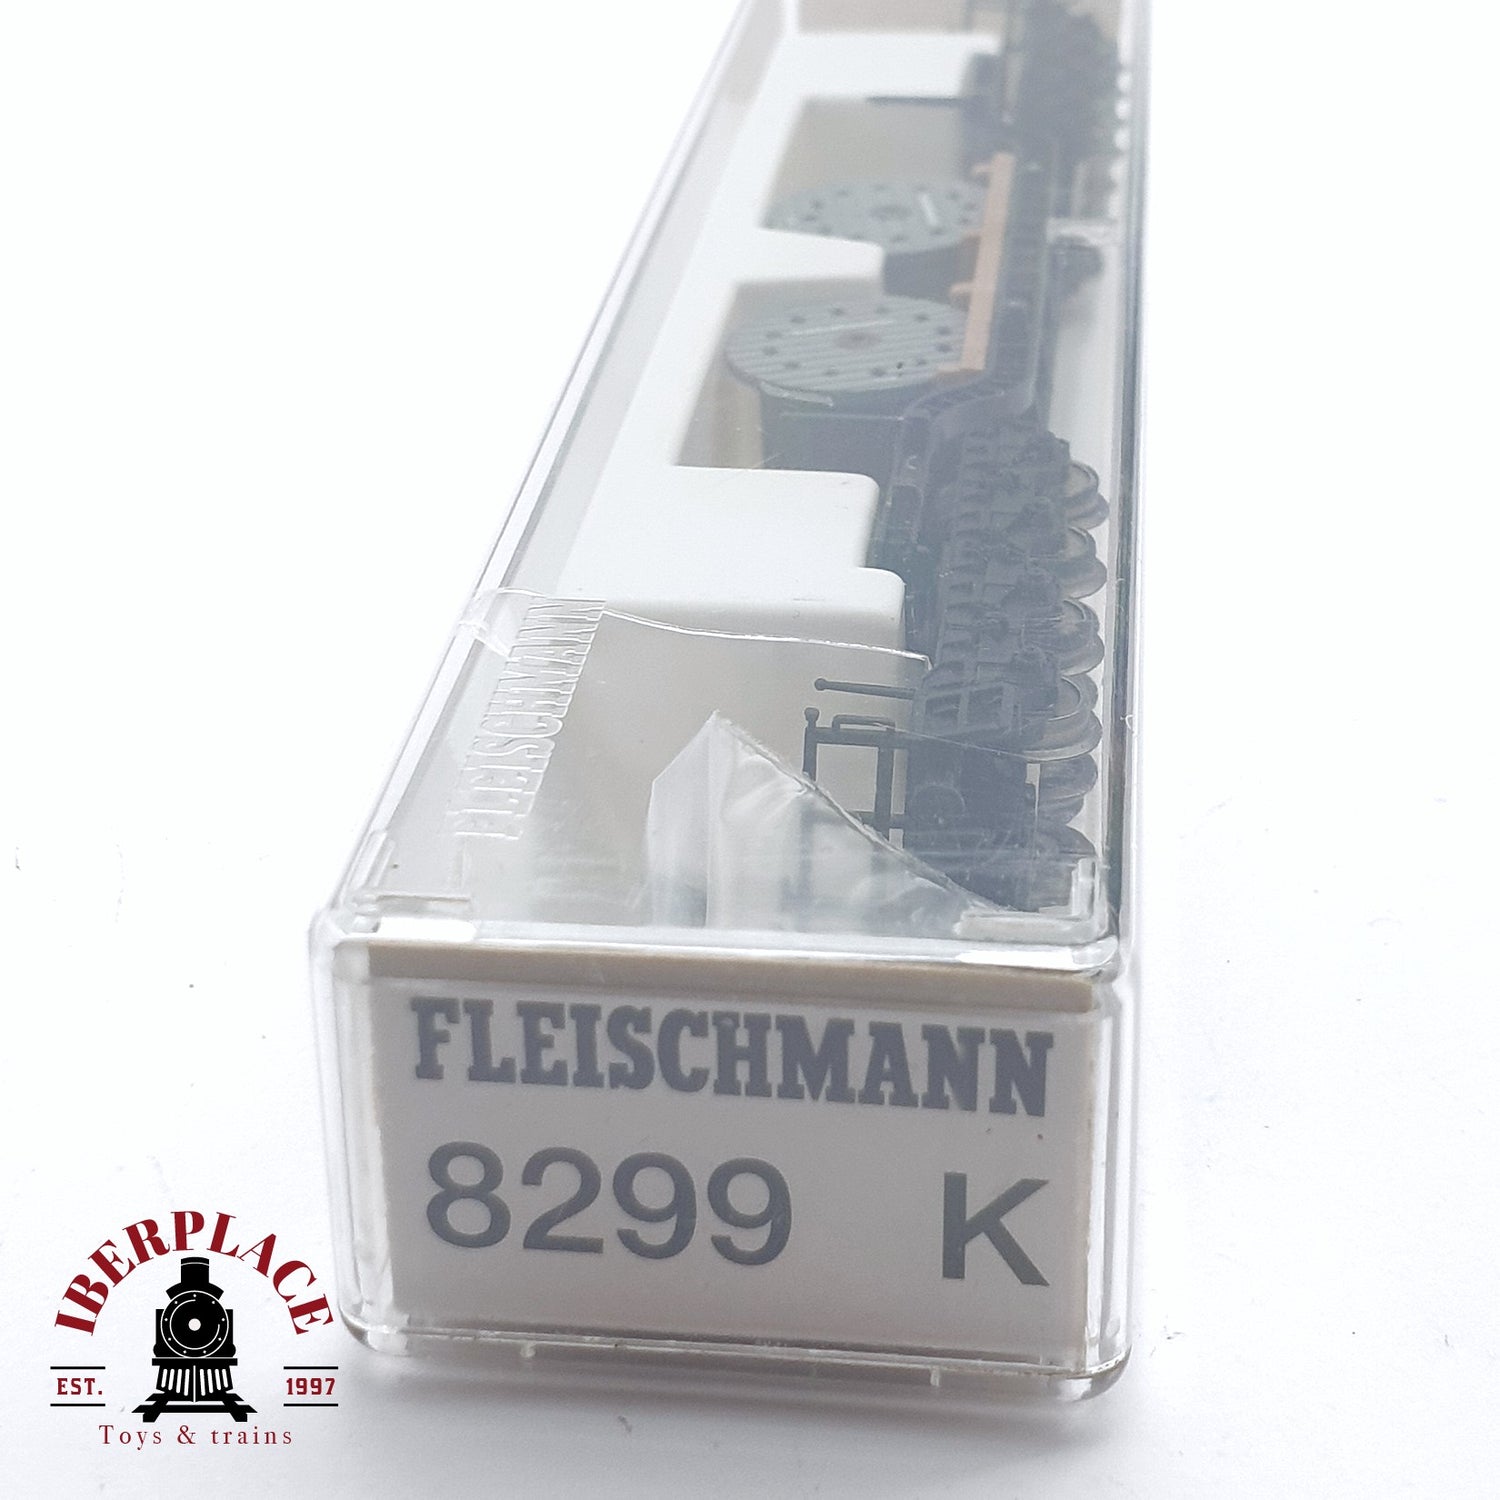 FLEISCHMANN
FLEISCHMANN
8299 K
IBERPLACE
EST. 1997
Toys & trains